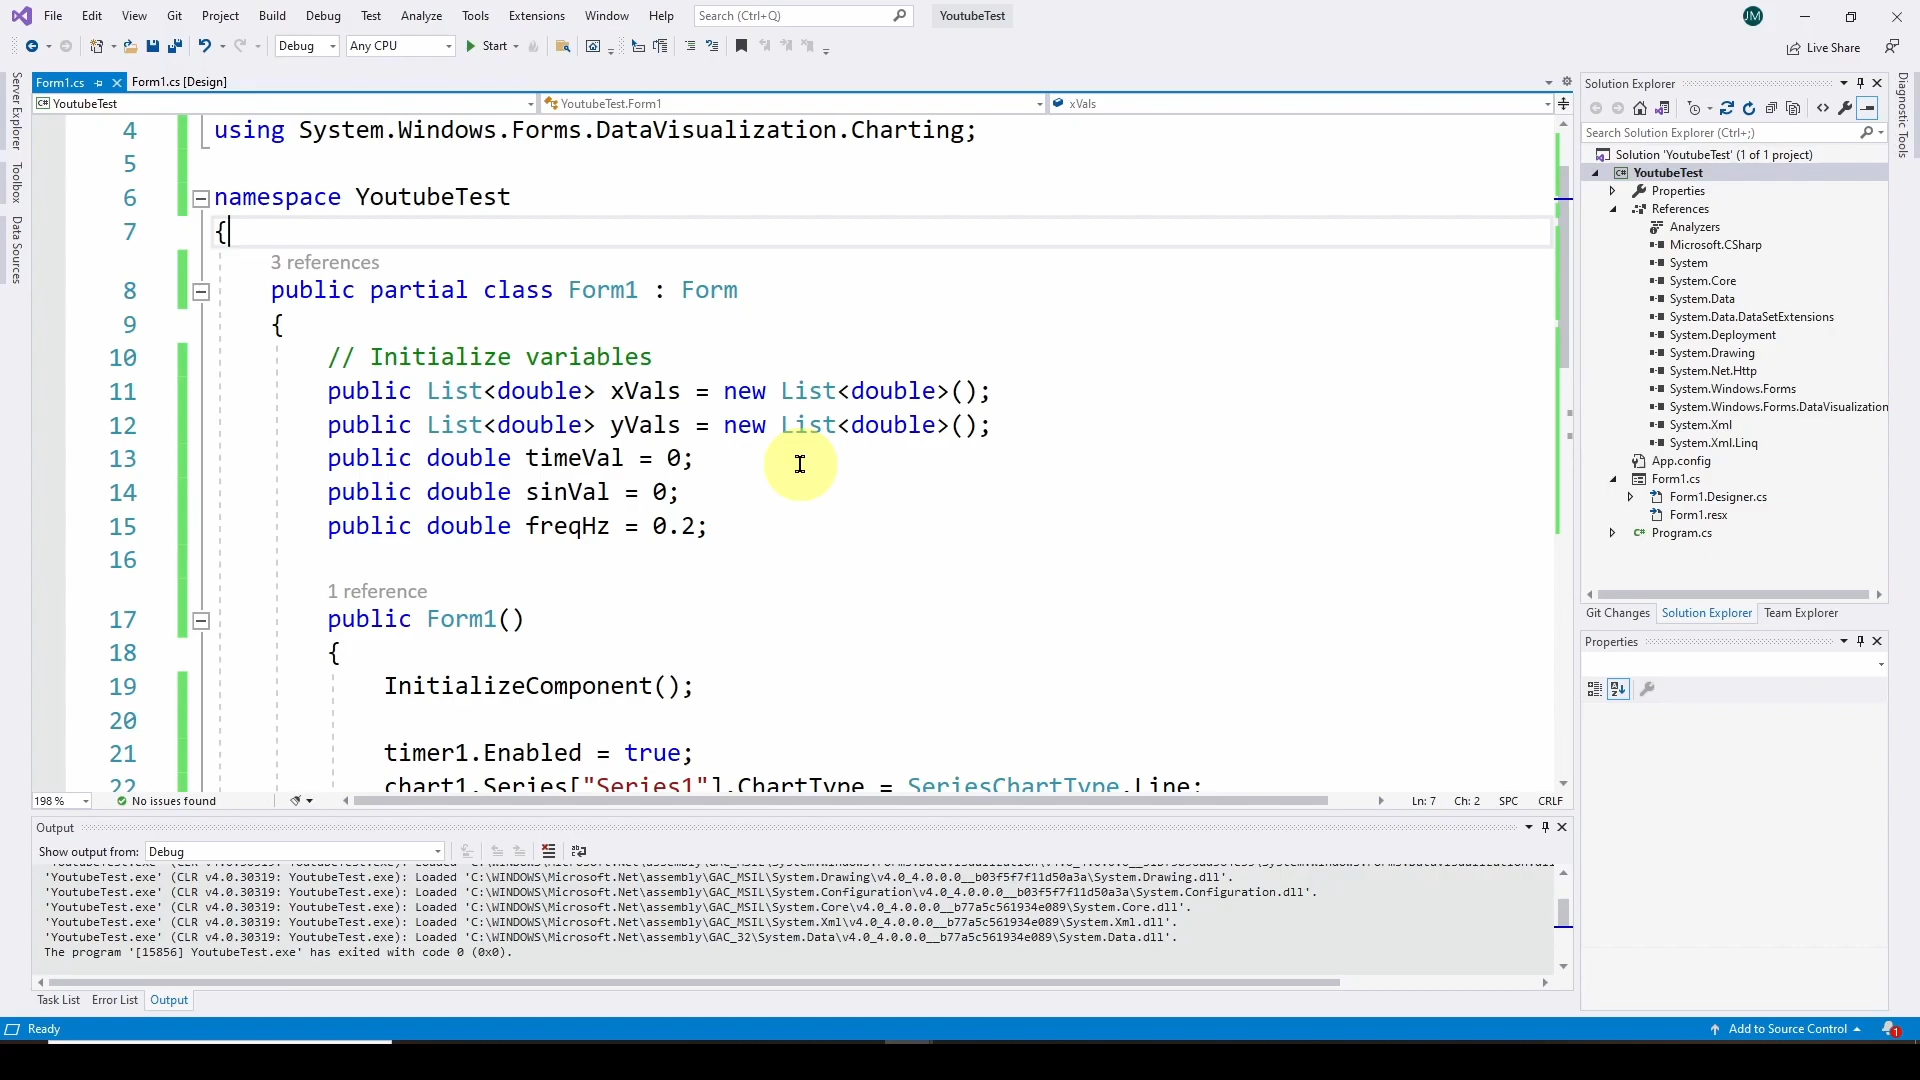 File Edit View Git Project Build Debug Test Analyze Tools Extensions Window Help Search (Ctrl+Q) YoutubeTest JM
Debug Any CPU Start Live Share
Form1.cs Form1.cs [Design]
YoutubeTest YoutubeTest.Form1 xVals
4 using System.Windows.Forms.DataVisualization.Charting;
5
6 namespace YoutubeTest
7 {
3 references
8 public partial class Form1 : Form
9 {
10 // Initialize variables
11 public List<double> xVals = new List<double>();
12 public List<double> yVals = new List<double>();
13 public double timeVal = 0;
14 public double sinVal = 0;
15 public double freqHz = 0.2;
16
1 reference
17 public Form1()
18 {
19 InitializeComponent();
20
21 timer1.Enabled = true;
22 chart1.Series["Series1"].ChartType = SeriesChartType.Line;
198 % No issues found Ln: 7 Ch: 2 SPC CRLF
Output
Show output from: Debug
'YoutubeTest.exe' (CLR v4.0.30319: YoutubeTest.exe): Loaded 'C:\WINDOWS\Microsoft.Net\assembly\GAC_MSIL\System.Drawing\v4.0_4.0.0.0__b03f5f7f11d50a3a\System.Drawing.dll'.
'YoutubeTest.exe' (CLR v4.0.30319: YoutubeTest.exe): Loaded 'C:\WINDOWS\Microsoft.Net\assembly\GAC_MSIL\System.Configuration\v4.0_4.0.0.0__b03f5f7f11d50a3a\System.Configuration.dll'.
'YoutubeTest.exe' (CLR v4.0.30319: YoutubeTest.exe): Loaded 'C:\WINDOWS\Microsoft.Net\assembly\GAC_MSIL\System.Core\v4.0_4.0.0.0__b77a5c561934e089\System.Core.dll'.
'YoutubeTest.exe' (CLR v4.0.30319: YoutubeTest.exe): Loaded 'C:\WINDOWS\Microsoft.Net\assembly\GAC_MSIL\System.Xml\v4.0_4.0.0.0__b77a5c561934e089\System.Xml.dll'.
'YoutubeTest.exe' (CLR v4.0.30319: YoutubeTest.exe): Loaded 'C:\WINDOWS\Microsoft.Net\assembly\GAC_32\System.Data\v4.0_4.0.0.0__b77a5c561934e089\System.Data.dll'.
The program '[15856] YoutubeTest.exe' has exited with code 0 (0x0).
Task List Error List Output
Server Explorer
Toolbox
Data Sources
Solution Explorer
Search Solution Explorer (Ctrl+;)
Solution 'YoutubeTest' (1 of 1 project)
C# YoutubeTest
Properties
References
Analyzers
Microsoft.CSharp
System
System.Core
System.Data
System.Data.DataSetExtensions
System.Deployment
System.Drawing
System.Net.Http
System.Windows.Forms
System.Windows.Forms.DataVisualization
System.Xml
System.Xml.Linq
App.config
Form1.cs
Form1.Designer.cs
Form1.resx
C# Program.cs
Git Changes Solution Explorer Team Explorer
Properties
Diagnostic Tools
Ready Add to Source Control 1